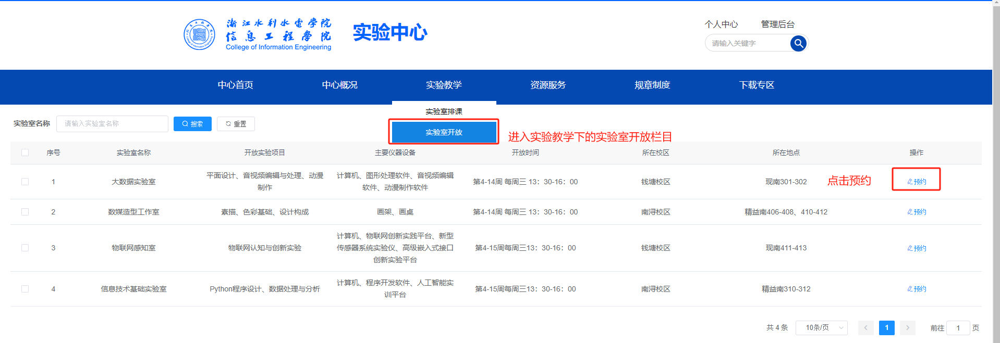 浙江水利水電學院
信息工程學院
College of Information Engineering
实验中心
个人中心 管理后台
请输入关键字
中心首页 中心概况 实验教学 资源服务 规章制度 下载专区
实验室排课
实验室开放
进入实验教学下的实验室开放栏目
实验室名称 请输入实验室名称 搜索 重置
序号 实验室名称 开放实验项目 主要仪器设备 开放时间 所在校区 所在地点 操作
1 大数据实验室 平面设计、音视频编辑与处理、动漫 计算机、图形处理软件、音视频编辑 第4-14周 每周三 13：30-16：00 钱塘校区 现南301-302 点击预约 预约
制作 软件、动漫制作软件
2 数媒造型工作室 素描、色彩基础、设计构成 画架、画桌 第4-14周 每周三 13：30-16：00 南浔校区 精益南406-408、410-412 预约
计算机、物联网创新实践平台、新型
3 物联网感知室 物联网认知与创新实验 传感器系统实验仪、高级嵌入式接口 第4-15周每周三13：30-16：00 钱塘校区 现南411-413 预约
创新实验平台
4 信息技术基础实验室 Python程序设计、数据处理与分析 计算机、程序开发软件、人工智能实 第4-15周每周三13：30-16：00 南浔校区 精益南310-312 预约
训平台
共 4 条 10条/页 1 前往 1 页